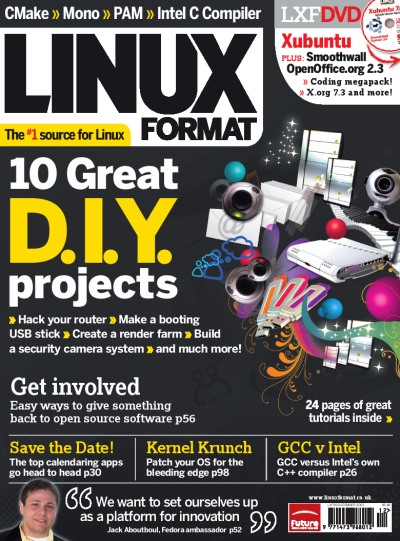 CMake » Mono » PAM » Intel C Compiler
LXFDVD
LINUX
FORMAT
The #1 source for Linux
Xubuntu
PLUS: Smoothwall
OpenOffice.org 2.3
» Coding megapack!
» X.org 7.3 and more!
10 Great
D.I.Y.
projects
» Hack your router » Make a booting
USB stick » Create a render farm » Build
a security camera system » and much more!
Get involved
Easy ways to give something
back to open source software p56
24 pages of great
tutorials inside »
Save the Date!
The top calendaring apps
go head to head p30
Kernel Krunch
Patch your OS for the
bleeding edge p98
GCC v Intel
GCC versus Intel's own
C++ compiler p26
“We want to set ourselves up
as a platform for innovation”
Jack Aboutboul, Fedora ambassador p52
www.linuxformat.co.uk
future